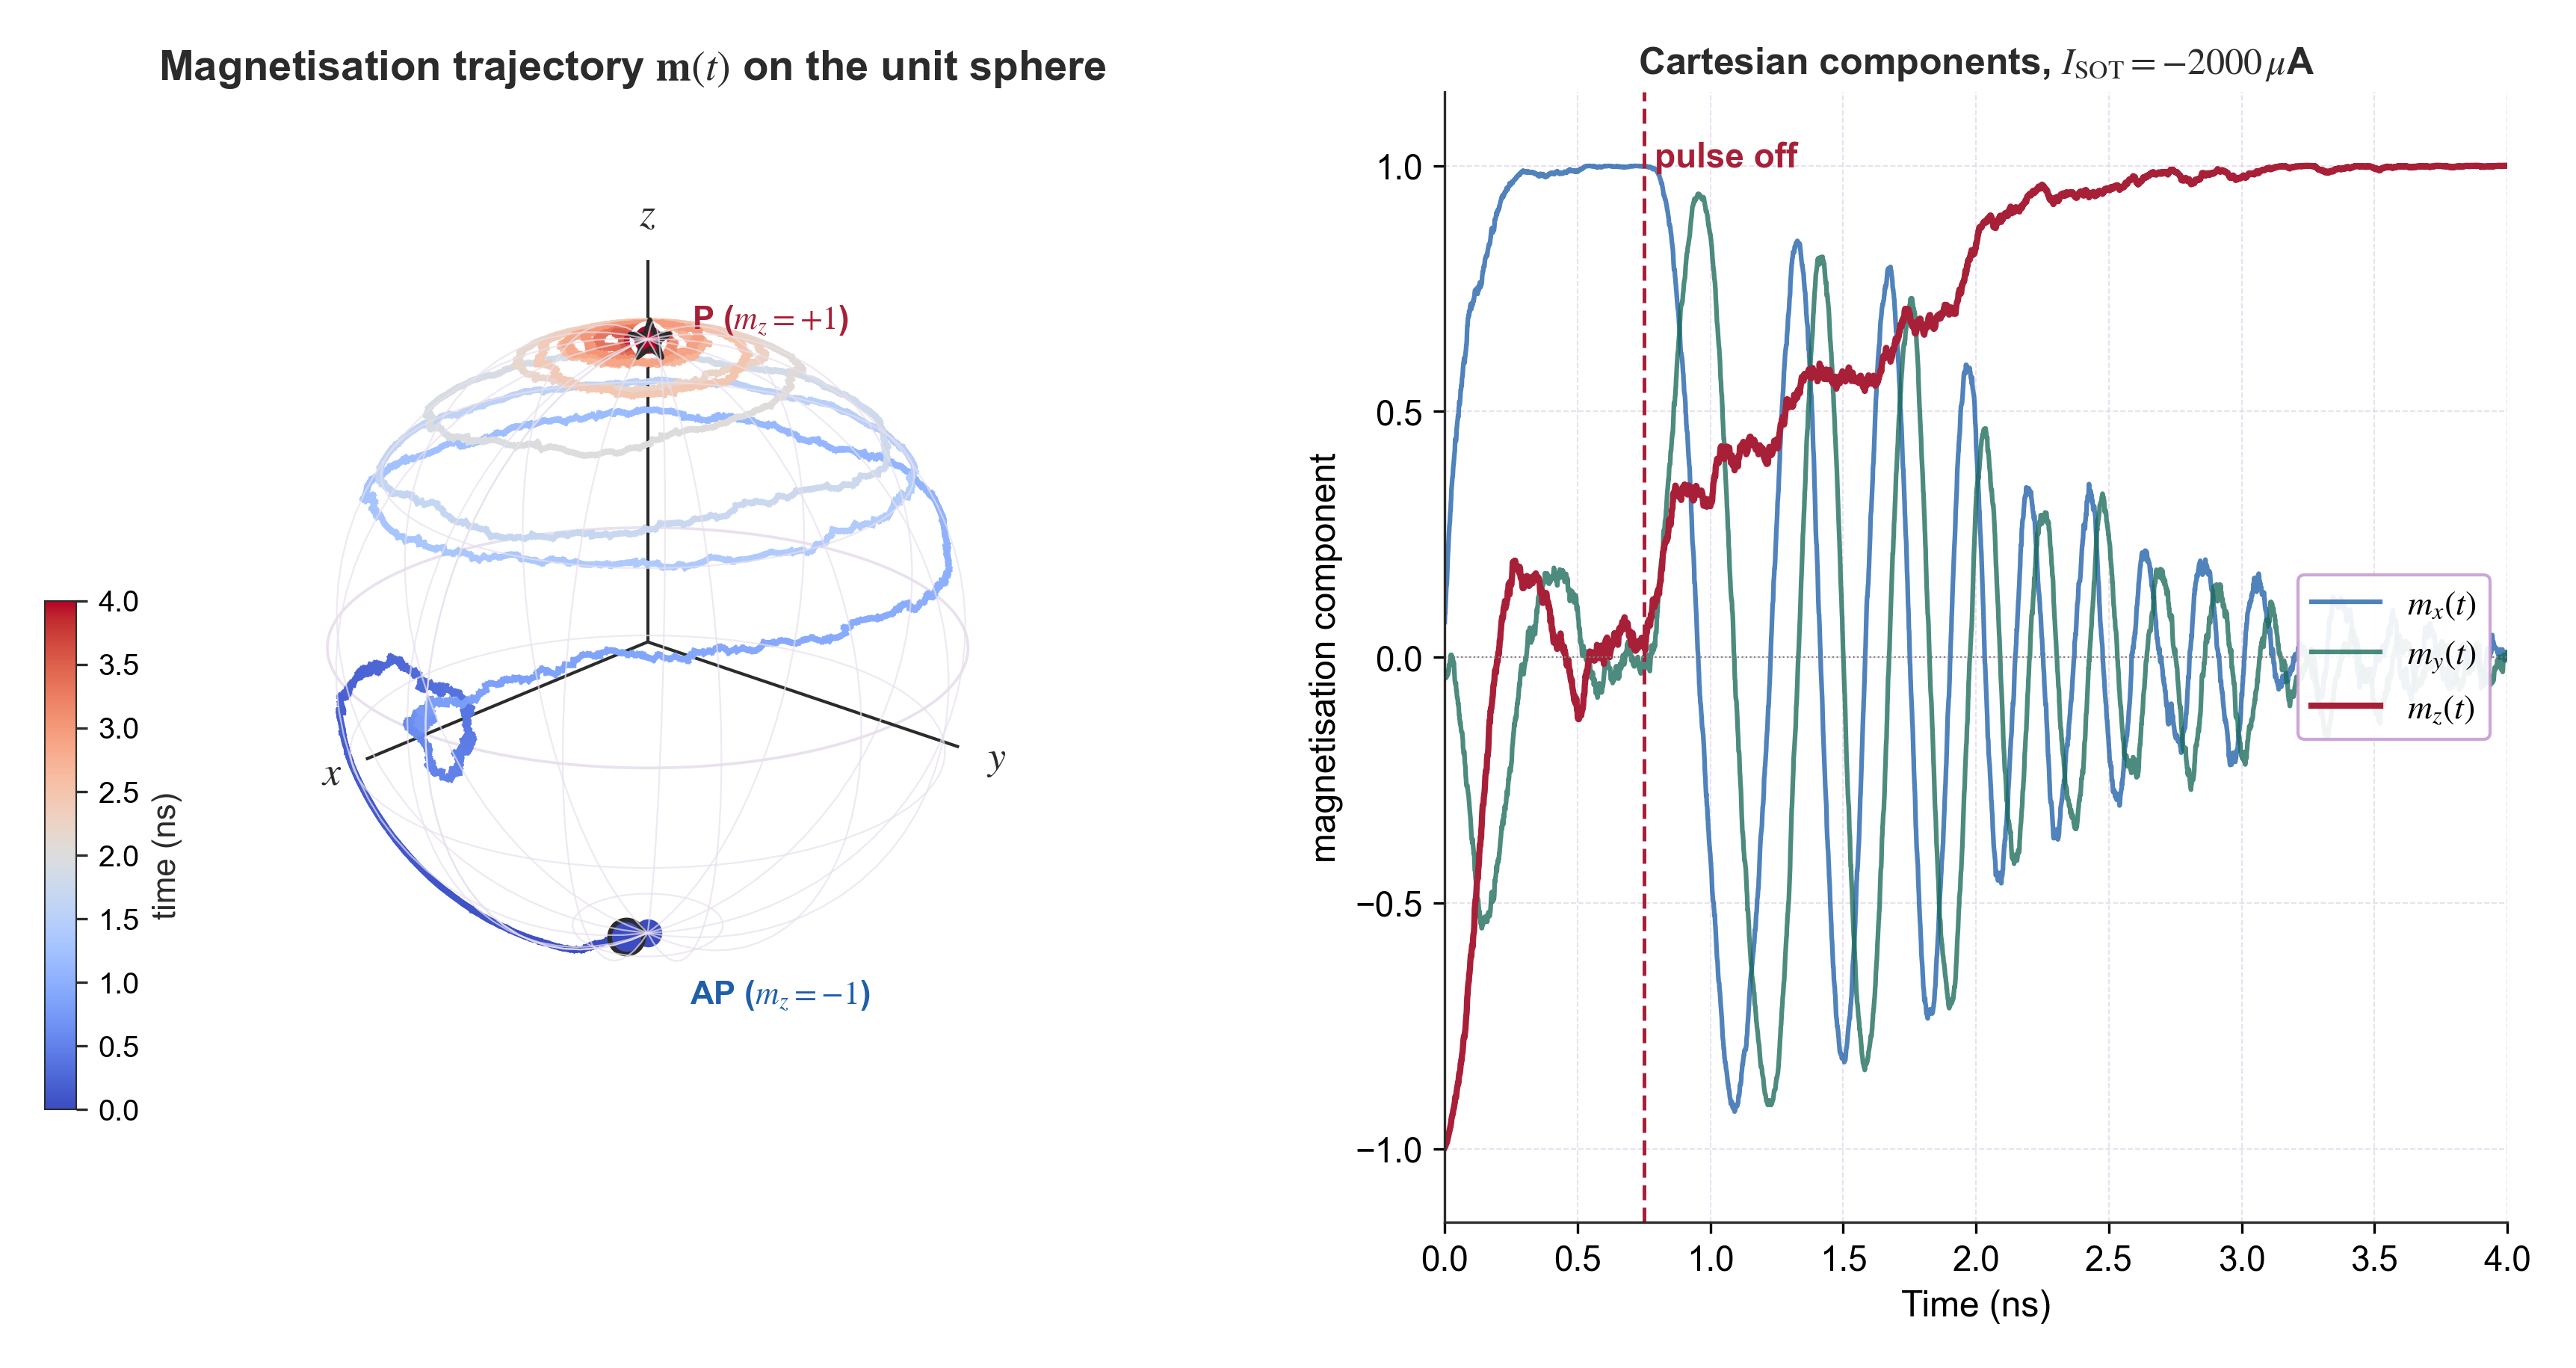 Magnetisation trajectory m(t) on the unit sphere
z
P (m_z = +1)
x
y
AP (m_z = −1)
4.0
3.5
3.0
2.5
2.0
1.5
1.0
0.5
0.0
time (ns)
Cartesian components, I_SOT = −2000 μA
pulse off
1.0
0.5
0.0
−0.5
−1.0
magnetisation component
m_x(t)
m_y(t)
m_z(t)
0.0 0.5 1.0 1.5 2.0 2.5 3.0 3.5 4.0
Time (ns)